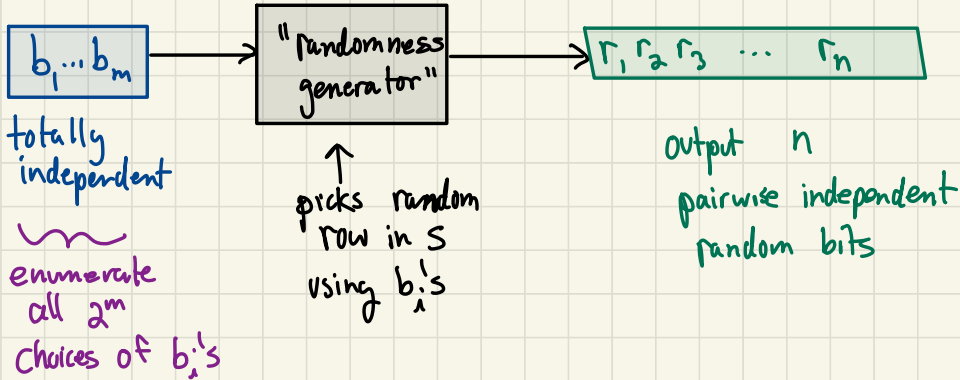 b₁...bₘ
totally
independent
enumerate
all 2ᵐ
choices of bᵢ's
"randomness
generator"
picks random
row in S
using bᵢ's
r₁ r₂ r₃ ... rₙ
output n
pairwise independent
random bits